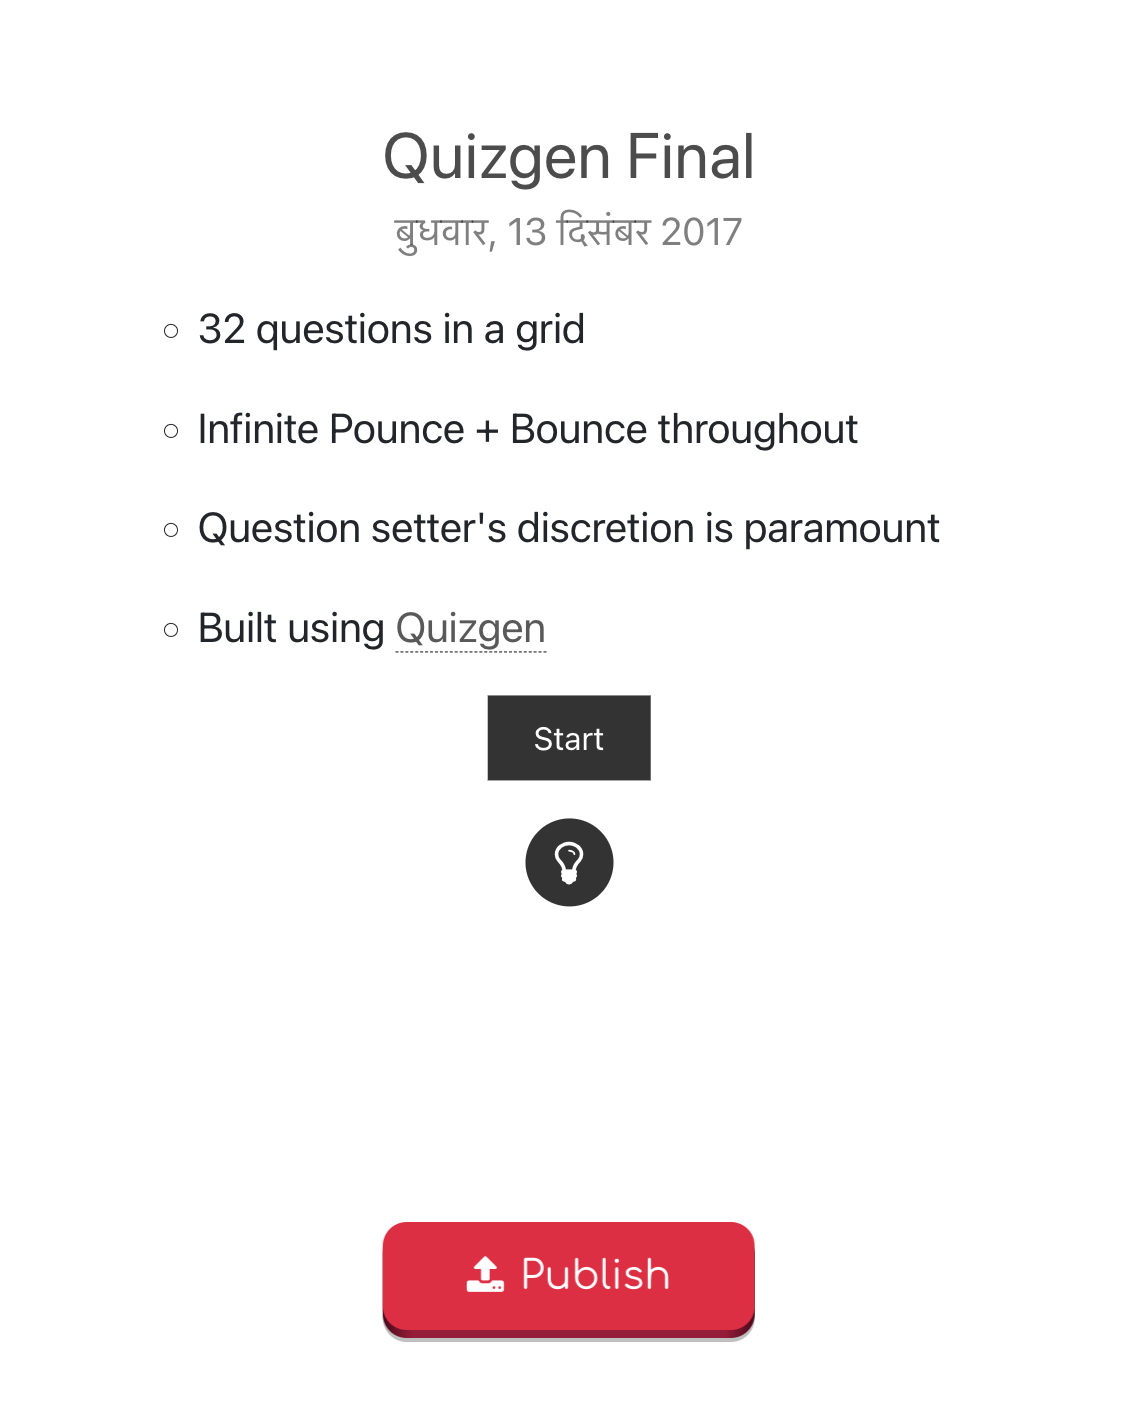 Quizgen Final
बुधवार, 13 दिसंबर 2017
32 questions in a grid
Infinite Pounce + Bounce throughout
Question setter's discretion is paramount
Built using Quizgen
Start
Publish